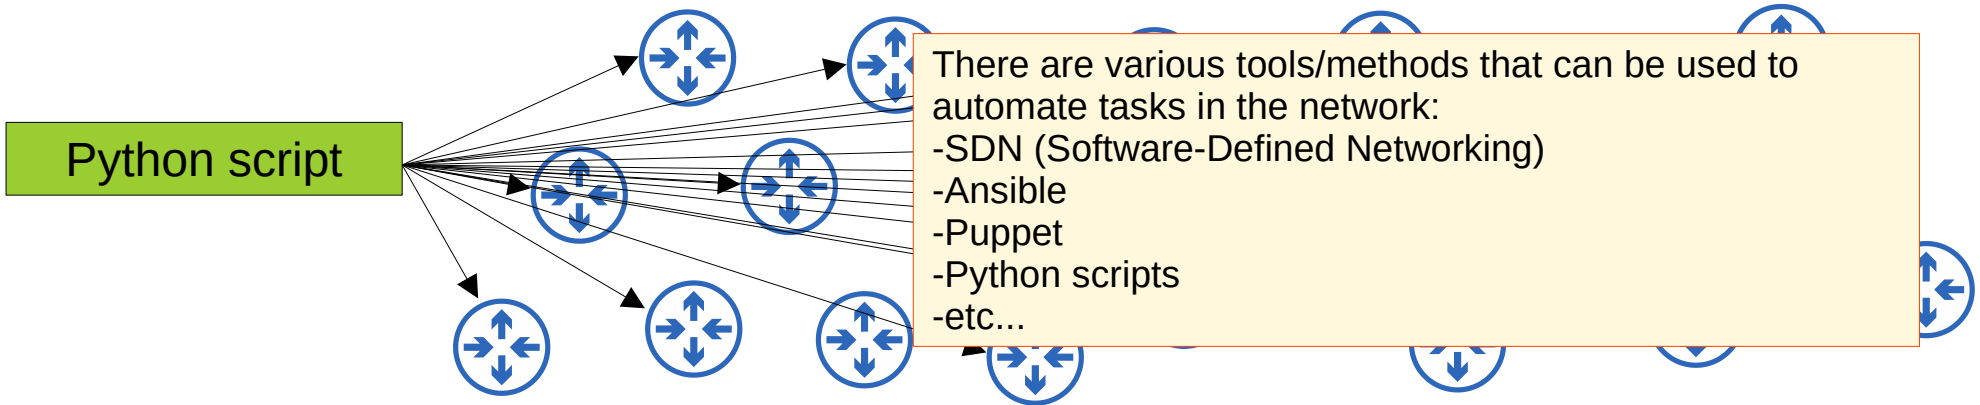 Python script
There are various tools/methods that can be used to
automate tasks in the network:
-SDN (Software-Defined Networking)
-Ansible
-Puppet
-Python scripts
-etc...